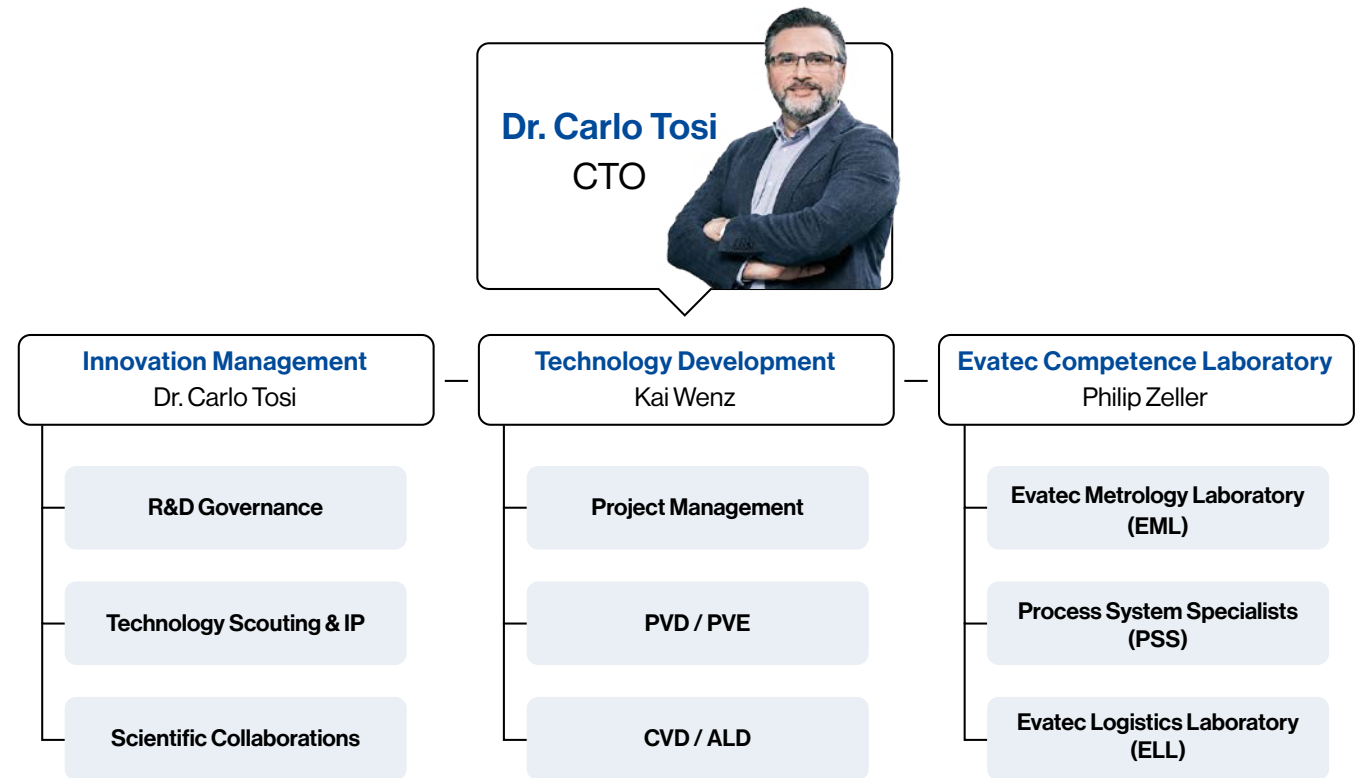 Dr. Carlo Tosi
CTO
Innovation Management
Dr. Carlo Tosi
Technology Development
Kai Wenz
Evatec Competence Laboratory
Philip Zeller
R&D Governance
Technology Scouting & IP
Scientific Collaborations
Project Management
PVD / PVE
CVD / ALD
Evatec Metrology Laboratory
(EML)
Process System Specialists
(PSS)
Evatec Logistics Laboratory
(ELL)